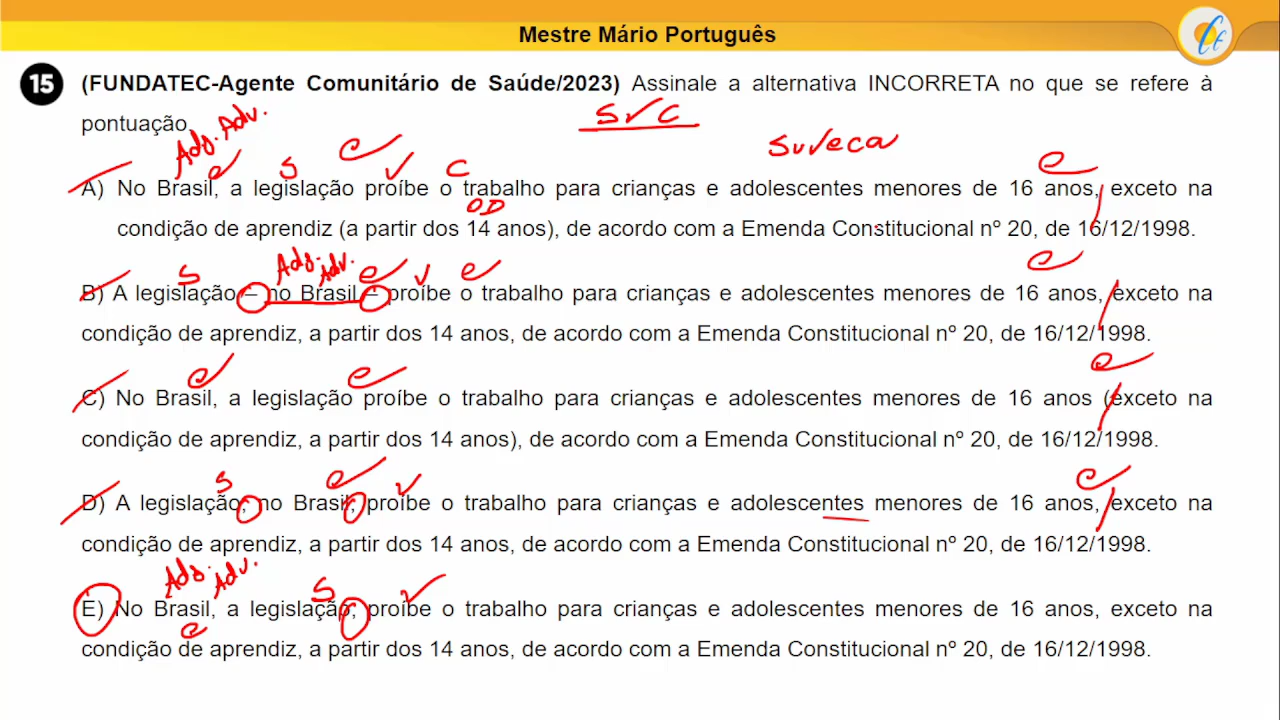 Mestre Mário Português
15 (FUNDATEC-Agente Comunitário de Saúde/2023) Assinale a alternativa INCORRETA no que se refere à
pontuação.
SVC
Adj. Adv.
suveca
e S e V C e
A) No Brasil, a legislação proíbe o trabalho para crianças e adolescentes menores de 16 anos, exceto na
OD
condição de aprendiz (a partir dos 14 anos), de acordo com a Emenda Constitucional nº 20, de 16/12/1998.
S Adj. Adv. e V e e
B) A legislação – no Brasil – proíbe o trabalho para crianças e adolescentes menores de 16 anos, exceto na
condição de aprendiz, a partir dos 14 anos, de acordo com a Emenda Constitucional nº 20, de 16/12/1998.
e e e
C) No Brasil, a legislação proíbe o trabalho para crianças e adolescentes menores de 16 anos (exceto na
condição de aprendiz, a partir dos 14 anos), de acordo com a Emenda Constitucional nº 20, de 16/12/1998.
S e V e
D) A legislação, no Brasil, proíbe o trabalho para crianças e adolescentes menores de 16 anos, exceto na
condição de aprendiz, a partir dos 14 anos, de acordo com a Emenda Constitucional nº 20, de 16/12/1998.
Adj. Adv. S V
E) No Brasil, a legislação, proíbe o trabalho para crianças e adolescentes menores de 16 anos, exceto na
e
condição de aprendiz, a partir dos 14 anos, de acordo com a Emenda Constitucional nº 20, de 16/12/1998.